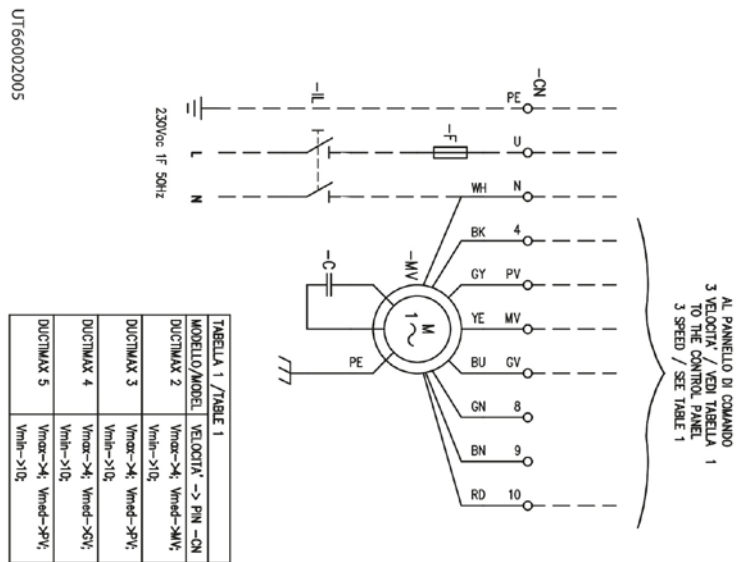 UT66002005
-CN
PE
-IL
-F
U
L
230Vac 1F 50Hz
N
WH N
BK 4
GY PV
YE MV
BU GV
GN 8
BN 9
RD 10
-MV
-C
M
1~
PE
AL PANNELLO DI COMANDO
3 VELOCITA' / VEDI TABELLA 1
TO THE CONTROL PANEL
3 SPEED / SEE TABLE 1
TABELLA 1 /TABLE 1
MODELLO/MODEL VELOCITA' -> PIN -CN
DUCTIMAX 2 Vmax->4; Vmed->MV;
Vmin->10;
DUCTIMAX 3 Vmax->4; Vmed->PV;
Vmin->10;
DUCTIMAX 4 Vmax->4; Vmed->GV;
Vmin->10;
DUCTIMAX 5 Vmax->4; Vmed->PV;
Vmin->10;